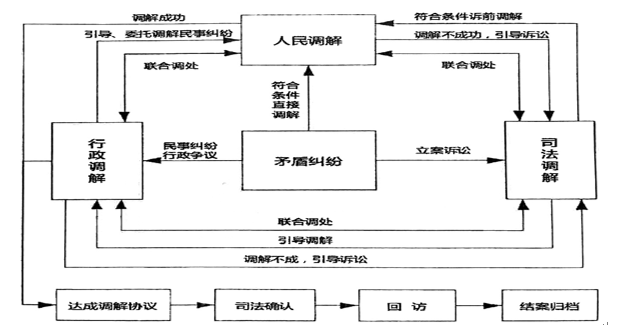 调解成功
符合条件诉前调解
引导、委托调解民事纠纷
人民调解
调解不成功，引导诉讼
联合调处
联合调处
符合
条件
直接
调解
行政调解
民事纠纷
行政争议
矛盾纠纷
立案诉讼
司法调解
联合调处
引导调解
调解不成，引导诉讼
达成调解协议
司法确认
回 访
结案归档